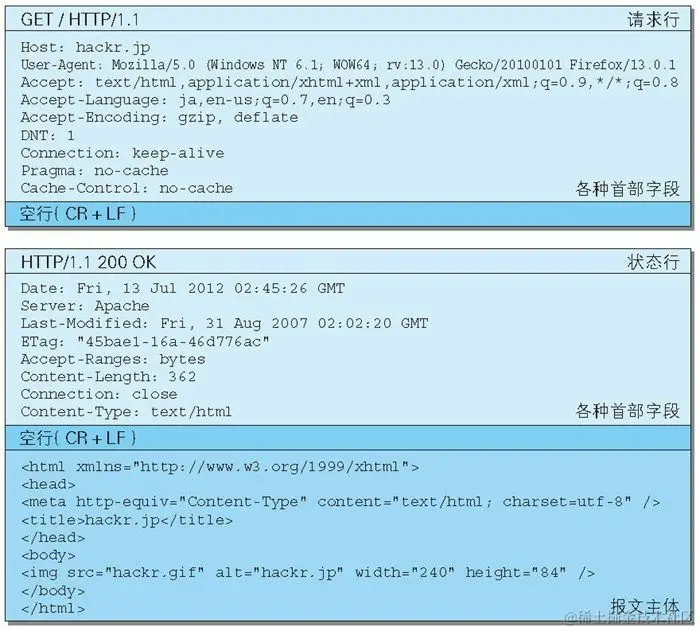 GET / HTTP/1.1 请求行
Host: hackr.jp
User-Agent: Mozilla/5.0 (Windows NT 6.1; WOW64; rv:13.0) Gecko/20100101 Firefox/13.0.1
Accept: text/html,application/xhtml+xml,application/xml;q=0.9,*/*;q=0.8
Accept-Language: ja,en-us;q=0.7,en;q=0.3
Accept-Encoding: gzip, deflate
DNT: 1
Connection: keep-alive
Pragma: no-cache
Cache-Control: no-cache 各种首部字段
空行( CR + LF )
HTTP/1.1 200 OK 状态行
Date: Fri, 13 Jul 2012 02:45:26 GMT
Server: Apache
Last-Modified: Fri, 31 Aug 2007 02:02:20 GMT
ETag: "45bae1-16a-46d776ac"
Accept-Ranges: bytes
Content-Length: 362
Connection: close
Content-Type: text/html 各种首部字段
空行( CR + LF )
<html xmlns="http://www.w3.org/1999/xhtml">
<head>
<meta http-equiv="Content-Type" content="text/html; charset=utf-8" />
<title>hackr.jp</title>
</head>
<body>
<img src="hackr.gif" alt="hackr.jp" width="240" height="84" />
</body>
</html> 报文主体
@稀土掘金技术社区